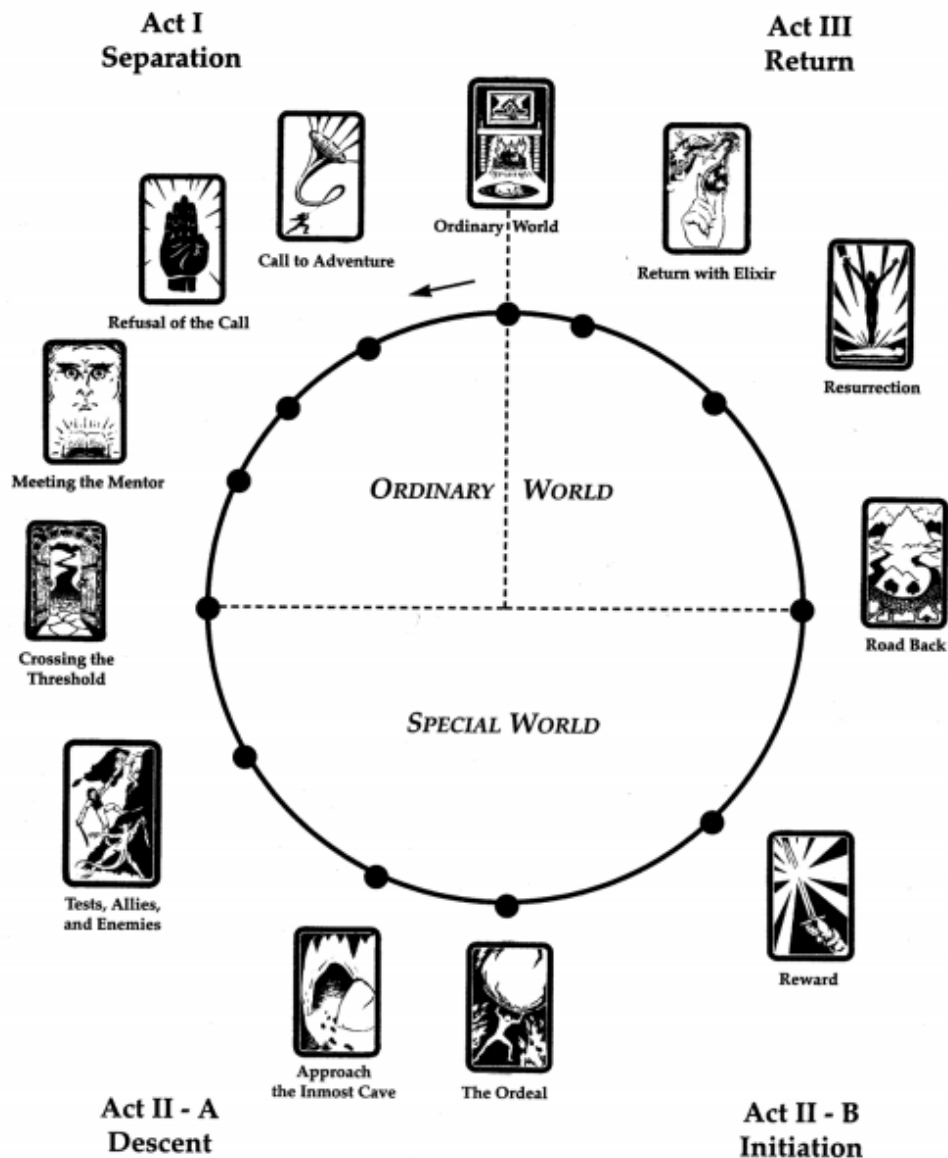 Act I
Separation
Act III
Return
Ordinary World
Call to Adventure
Return with Elixir
Refusal of the Call
Resurrection
Meeting the Mentor
ORDINARY WORLD
Crossing the
Threshold
Road Back
SPECIAL WORLD
Tests, Allies,
and Enemies
Reward
Approach
the Inmost Cave
The Ordeal
Act II - A
Descent
Act II - B
Initiation